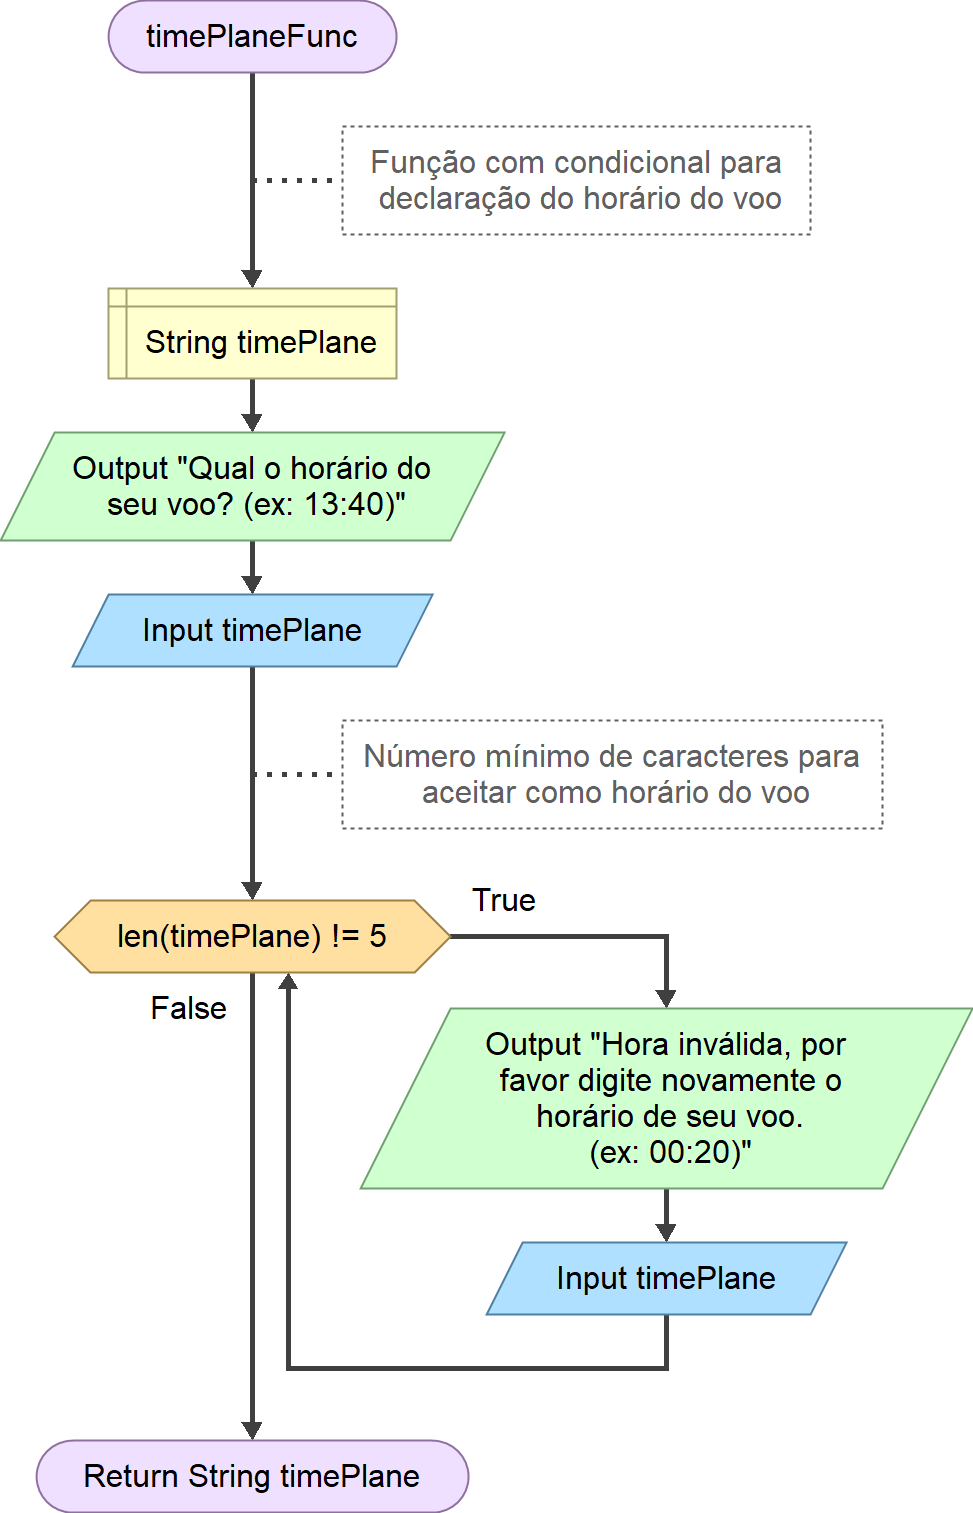 timePlaneFunc
Função com condicional para
declaração do horário do voo
String timePlane
Output "Qual o horário do
seu voo? (ex: 13:40)"
Input timePlane
Número mínimo de caracteres para
aceitar como horário do voo
len(timePlane) != 5
True
False
Output "Hora inválida, por
favor digite novamente o
horário de seu voo.
(ex: 00:20)"
Input timePlane
Return String timePlane